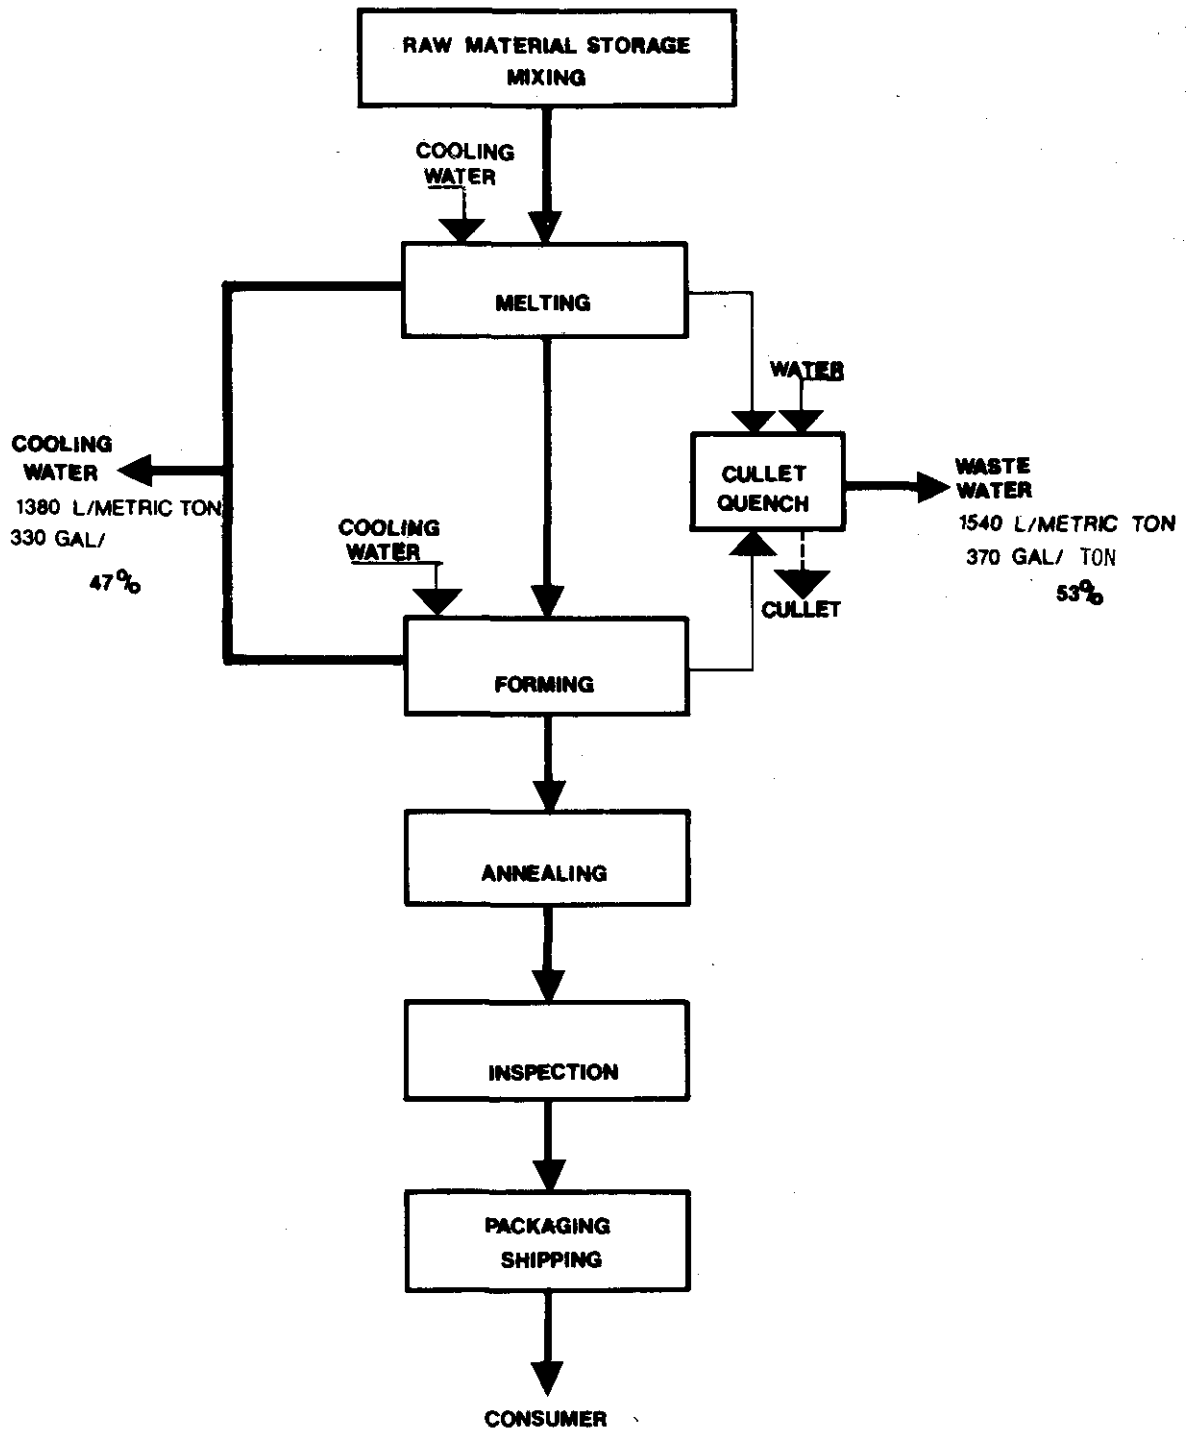 RAW MATERIAL STORAGE
MIXING
COOLING
WATER
MELTING
WATER
COOLING
WATER
1380 L/METRIC TON
330 GAL/
47%
CULLET
QUENCH
WASTE
WATER
1540 L/METRIC TON
370 GAL/ TON
53%
COOLING
WATER
CULLET
FORMING
ANNEALING
INSPECTION
PACKAGING
SHIPPING
CONSUMER